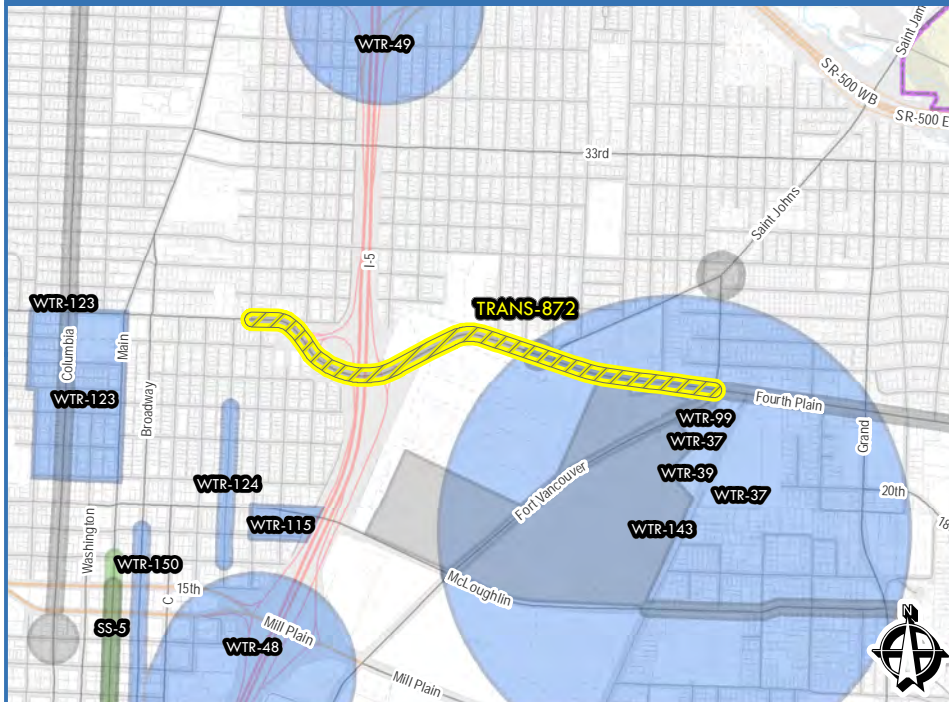 WTR-49
Saint Jam
SR-500 WB
SR-500 E
33rd
Saint Johns
I-5
WTR-123
TRANS-872
Columbia
Main
WTR-123
Broadway
Fourth Plain
WTR-99
WTR-37
Grand
WTR-124
WTR-39
WTR-37
20th
Fort Vancouver
WTR-115
WTR-143
18
Washington
WTR-150
C
15th
McLoughlin
SS-5
Mill Plain
N
WTR-48
Mill Plain